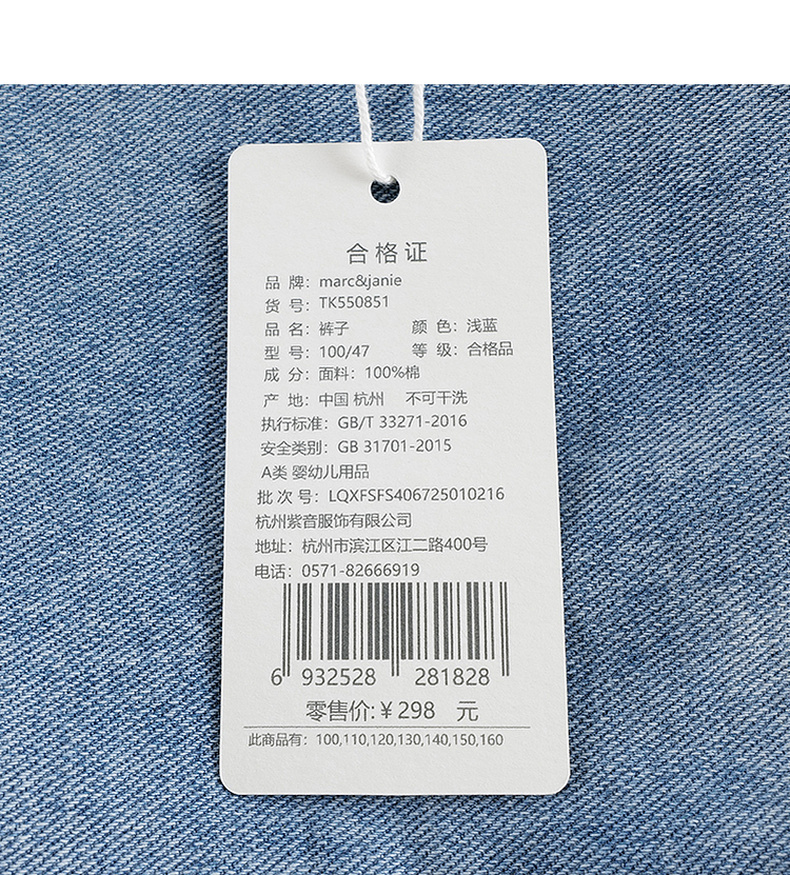 合格证
品 牌：marc&janie
货 号：TK550851
品 名：裤子 颜 色：浅蓝
型 号：100/47 等 级：合格品
成 分：面料：100%棉
产 地：中国 杭州 不可干洗
执行标准：GB/T 33271-2016
安全类别：GB 31701-2015
A类 婴幼儿用品
批 次 号：LQXFSFS406725010216
杭州紫音服饰有限公司
地址：杭州市滨江区江二路400号
电话：0571-82666919
6 932528 281828
零售价:￥298 元
此商品有：100,110,120,130,140,150,160